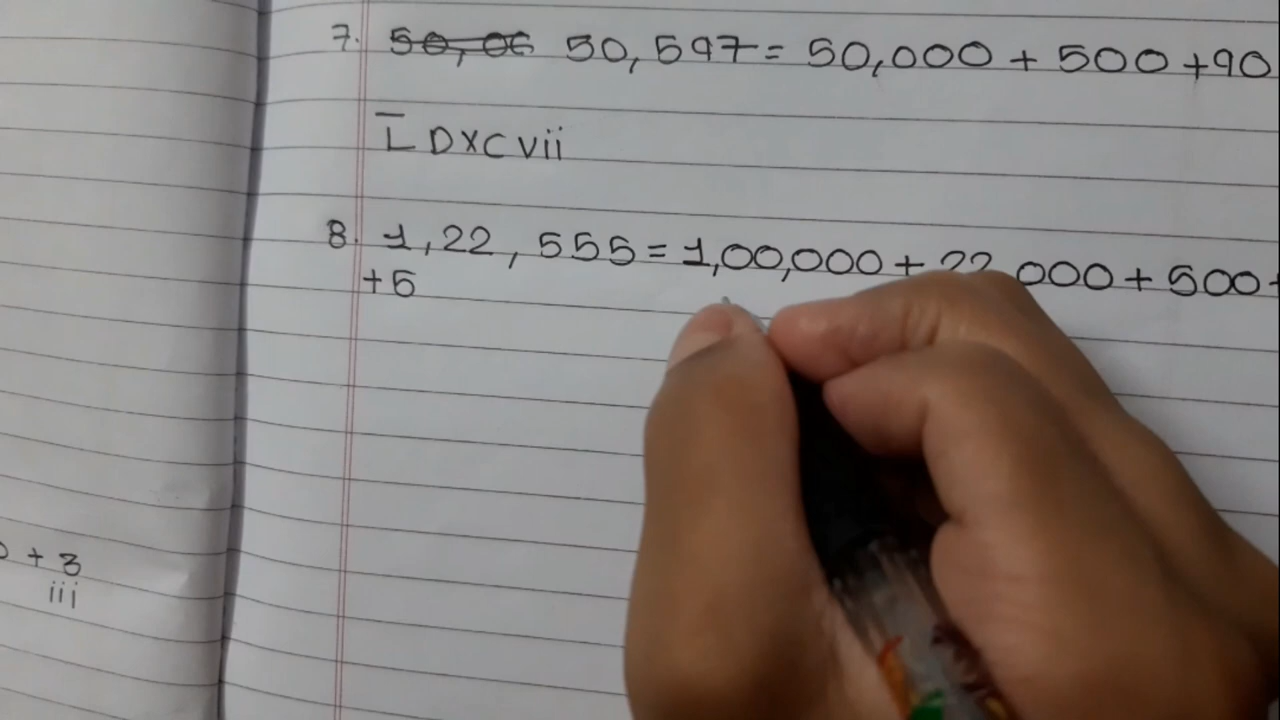 7. 50,06 50,597 = 50,000 + 500 + 90
L̅DXCvii
8. 1,22,555 = 1,00,000 + 22,000 + 500 +
+5
+ 3
iii